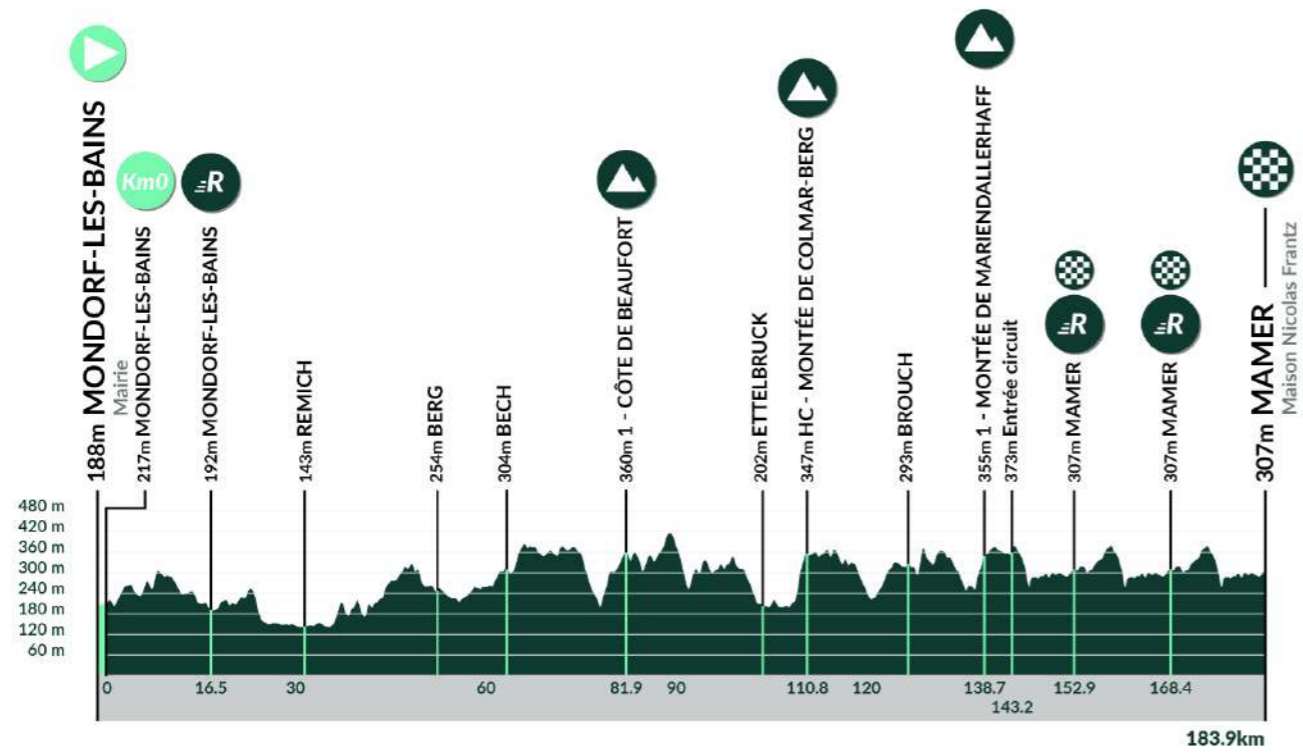 188m MONDORF-LES-BAINS
Mairie
Km0
217m MONDORF-LES-BAINS
R
192m MONDORF-LES-BAINS
143m REMICH
254m BERG
304m BECH
360m 1 - CÔTE DE BEAUFORT
202m ETTELBRUCK
347m HC - MONTÉE DE COLMAR-BERG
293m BROUCH
355m 1 - MONTÉE DE MARIENDALLERHAFF
373m Entrée circuit
R
307m MAMER
R
307m MAMER
307m MAMER
Maison Nicolas Frantz
480 m
420 m
360 m
300 m
240 m
180 m
120 m
60 m
0 16.5 30 60 81.9 90 110.8 120 138.7 152.9 168.4
143.2
183.9km